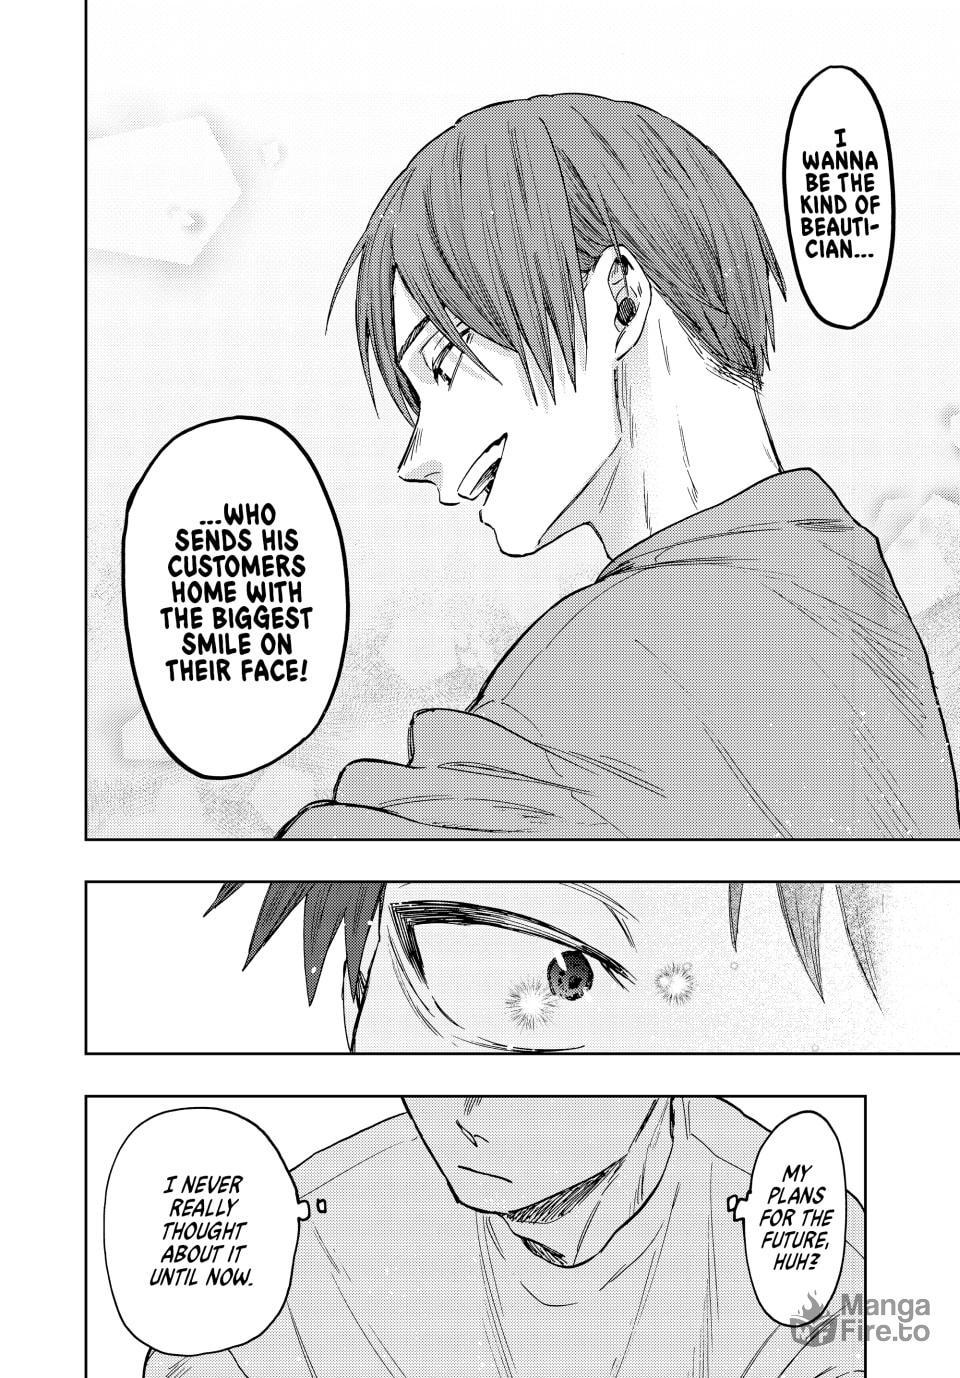 I
WANNA
BE THE
KIND OF
BEAUTI-
CIAN...
...WHO
SENDS HIS
CUSTOMERS
HOME WITH
THE BIGGEST
SMILE ON
THEIR FACE!
MY
PLANS
FOR THE
FUTURE,
HUH?
I NEVER
REALLY
THOUGHT
ABOUT IT
UNTIL NOW.
Manga
Fire.to